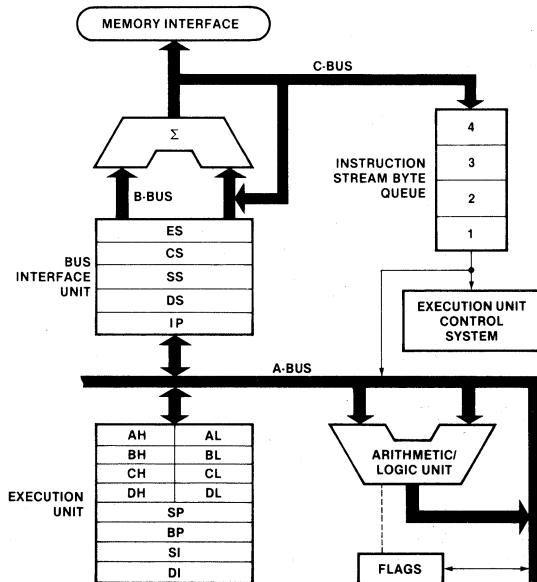 MEMORY INTERFACE
C-BUS
Σ
B-BUS
INSTRUCTION
STREAM BYTE
QUEUE
4
3
2
1
BUS
INTERFACE
UNIT
ES
CS
SS
DS
IP
EXECUTION UNIT
CONTROL
SYSTEM
A-BUS
EXECUTION
UNIT
AH AL
BH BL
CH CL
DH DL
SP
BP
SI
DI
ARITHMETIC/
LOGIC UNIT
FLAGS